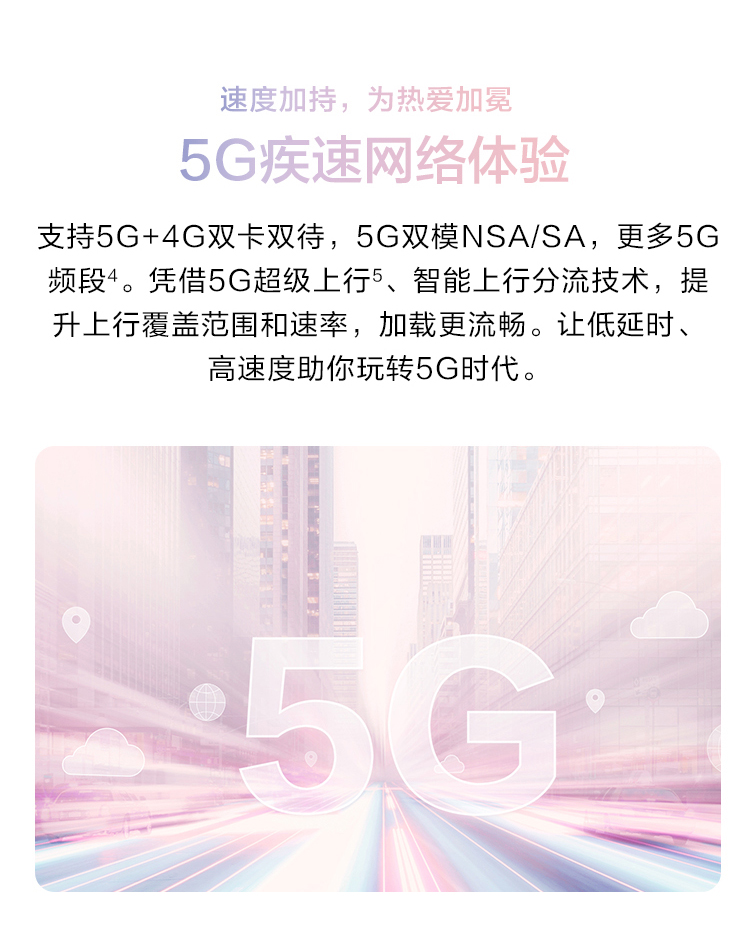 速度加持，为热爱加冕
5G疾速网络体验
支持5G+4G双卡双待，5G双模NSA/SA，更多5G
频段4。凭借5G超级上行5、智能上行分流技术，提
升上行覆盖范围和速率，加载更流畅。让低延时、
高速度助你玩转5G时代。
5G